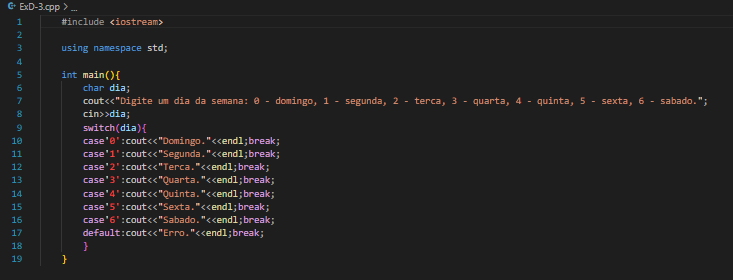 ExD-3.cpp > ...
1 #include <iostream>
2
3 using namespace std;
4
5 int main(){
6 char dia;
7 cout<<"Digite um dia da semana: 0 - domingo, 1 - segunda, 2 - terca, 3 - quarta, 4 - quinta, 5 - sexta, 6 - sabado.";
8 cin>>dia;
9 switch(dia){
10 case'0':cout<<"Domingo."<<endl;break;
11 case'1':cout<<"Segunda."<<endl;break;
12 case'2':cout<<"Terca."<<endl;break;
13 case'3':cout<<"Quarta."<<endl;break;
14 case'4':cout<<"Quinta."<<endl;break;
15 case'5':cout<<"Sexta."<<endl;break;
16 case'6':cout<<"Sabado."<<endl;break;
17 default:cout<<"Erro."<<endl;break;
18 }
19 }